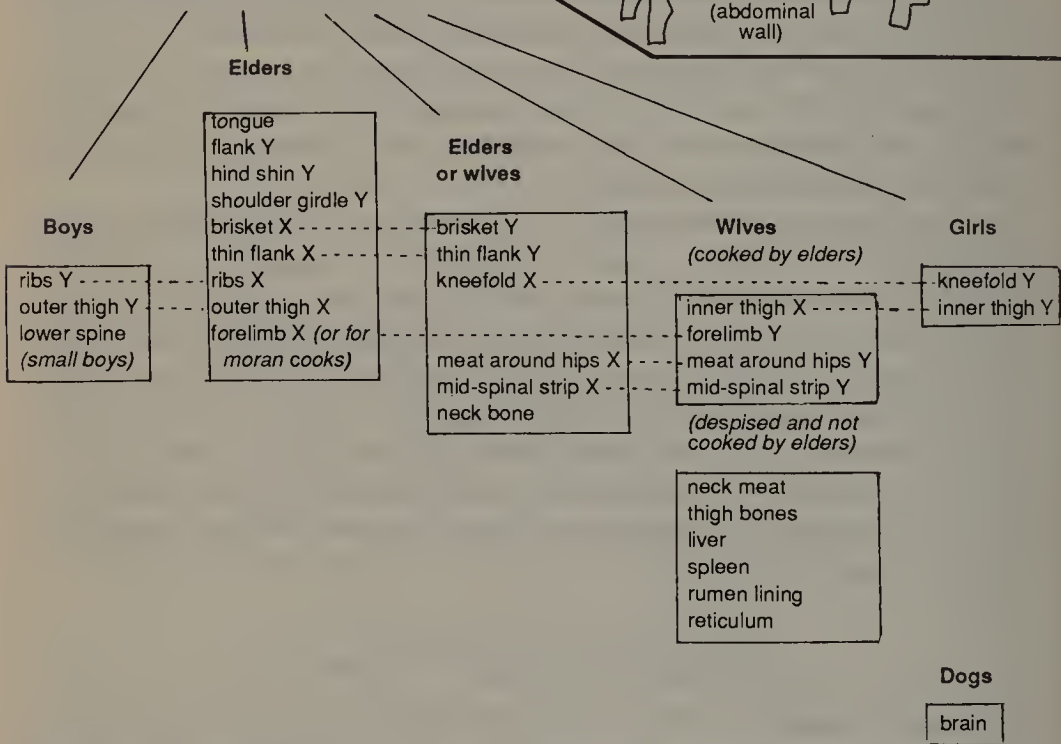 (abdominal
wall)
Elders
tongue
flank Y
hind shin Y
shoulder girdle Y
brisket X
thin flank X
ribs X
outer thigh X
forelimb X (or for
moran cooks)
Elders
or wives
brisket Y
thin flank Y
kneefold X
meat around hips X
mid-spinal strip X
neck bone
Boys
ribs Y
outer thigh Y
lower spine
(small boys)
Wives
(cooked by elders)
inner thigh X
forelimb Y
meat around hips Y
mid-spinal strip Y
(despised and not
cooked by elders)
neck meat
thigh bones
liver
spleen
rumen lining
reticulum
Girls
kneefold Y
inner thigh Y
Dogs
brain